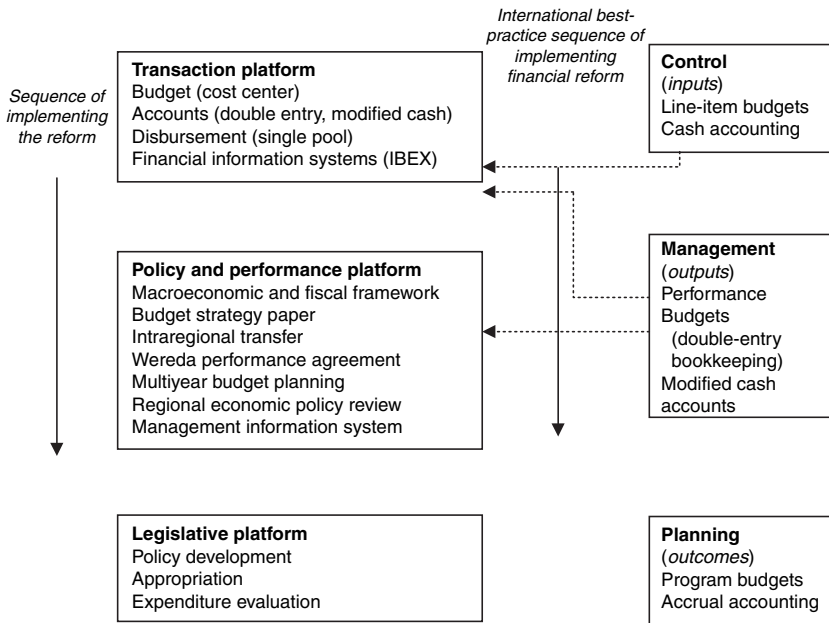 Sequence of
implementing
the reform
Transaction platform
Budget (cost center)
Accounts (double entry, modified cash)
Disbursement (single pool)
Financial information systems (IBEX)
Policy and performance platform
Macroeconomic and fiscal framework
Budget strategy paper
Intraregional transfer
Wereda performance agreement
Multiyear budget planning
Regional economic policy review
Management information system
Legislative platform
Policy development
Appropriation
Expenditure evaluation
International best-
practice sequence of
implementing
financial reform
Control
(inputs)
Line-item budgets
Cash accounting
Management
(outputs)
Performance
Budgets
(double-entry
bookkeeping)
Modified cash
accounts
Planning
(outcomes)
Program budgets
Accrual accounting